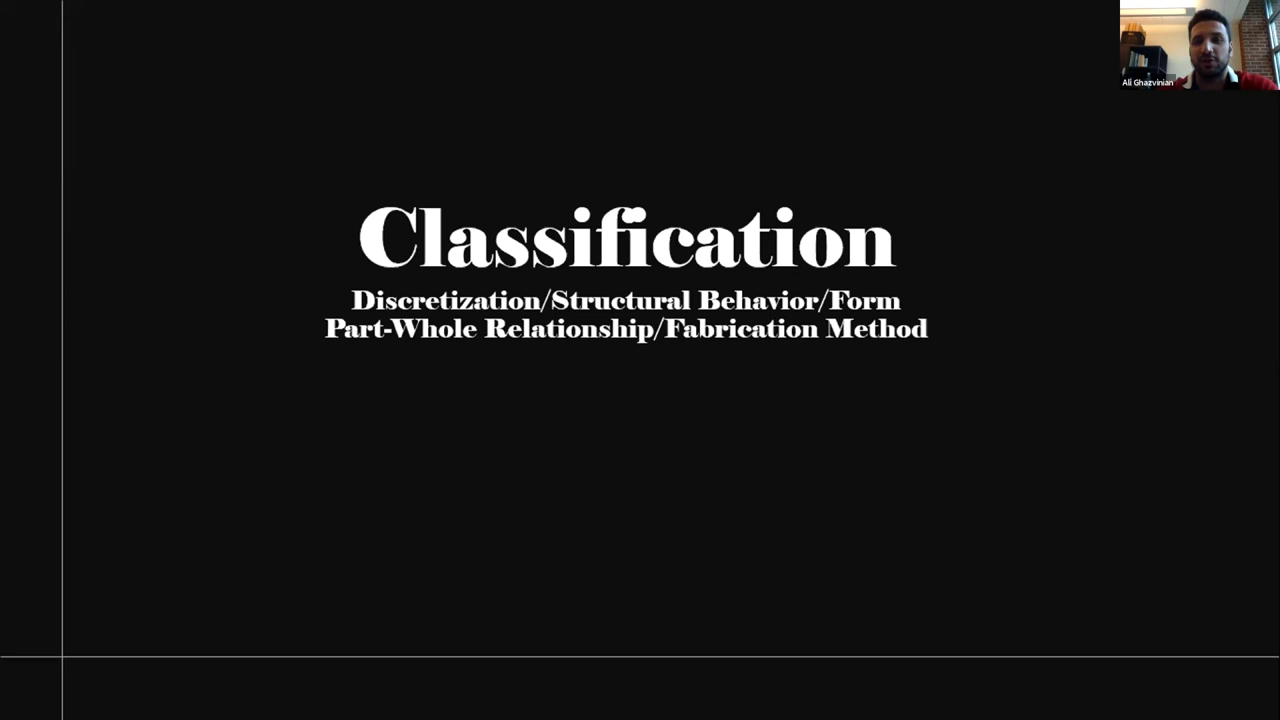 Ali Ghazvinian
Classification
Discretization/Structural Behavior/Form
Part-Whole Relationship/Fabrication Method